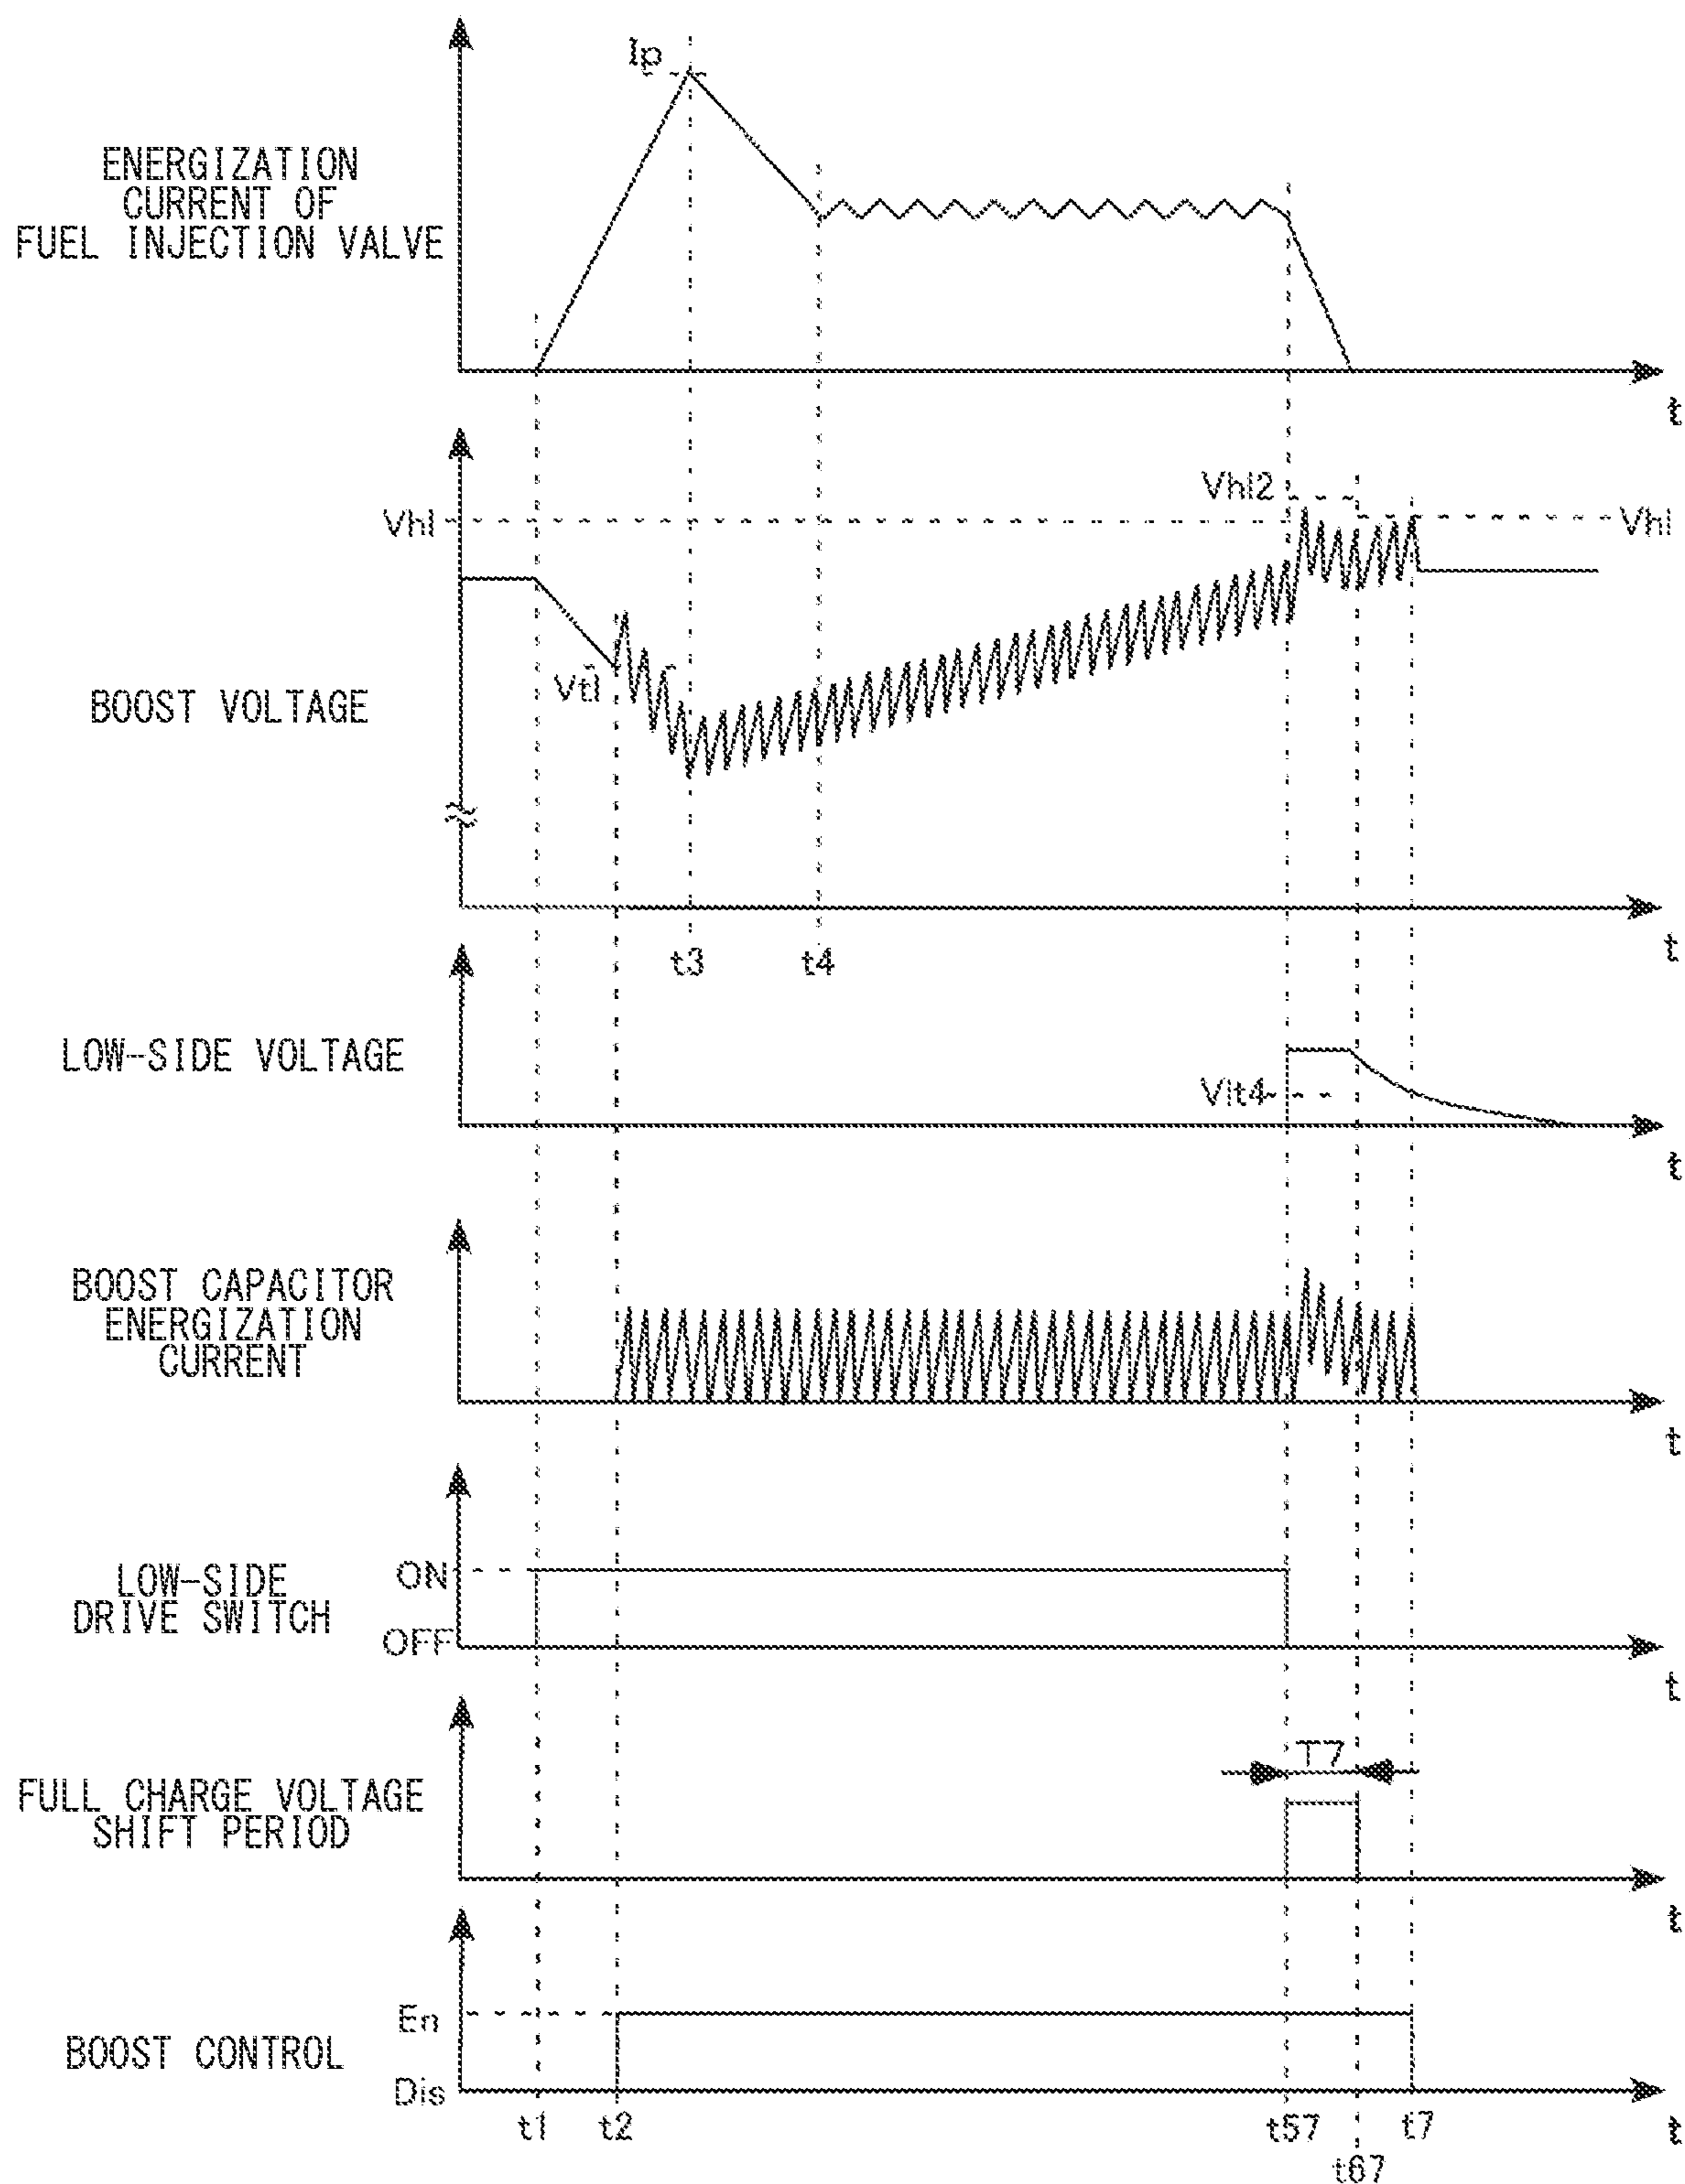 Ip
ENERGIZATION
CURRENT OF
FUEL INJECTION VALVE
t
Vhl2
Vhl
Vhl
Vtl
BOOST VOLTAGE
t3
t4
t
LOW-SIDE VOLTAGE
Vlt4
t
BOOST CAPACITOR
ENERGIZATION
CURRENT
t
ON
LOW-SIDE
DRIVE SWITCH
OFF
t
T7
FULL CHARGE VOLTAGE
SHIFT PERIOD
t
En
BOOST CONTROL
Dis
t1
t2
t57
t67
t7
t